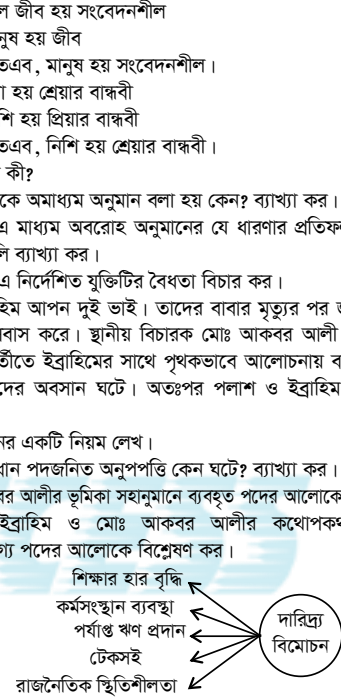 ল জীব হয় সংবেদনশীল
নুষ হয় জীব
তএব, মানুষ হয় সংবেদনশীল।
া হয় শ্রেয়ার বান্ধবী
শি হয় প্রিয়ার বান্ধবী
তএব, নিশি হয় শ্রেয়ার বান্ধবী।
কী?
কে অমাধ্যম অনুমান বলা হয় কেন? ব্যাখ্যা কর।
এ মাধ্যম অবরোহ অনুমানের যে ধারণার প্রতিফ
ি ব্যাখ্যা কর।
এ নির্দেশিত যুক্তিটির বৈধতা বিচার কর।
হিম আপন দুই ভাই। তাদের বাবার মৃত্যুর পর জ
বাস করে। স্থানীয় বিচারক মোঃ আকবর আলী
র্তীতে ইব্রাহিমের সাথে পৃথকভাবে আলোচনায় ব
দের অবসান ঘটে। অতঃপর পলাশ ও ইব্রাহিম
নের একটি নিয়ম লেখ।
ধান পদজনিত অনুপপত্তি কেন ঘটে? ব্যাখ্যা কর।
বর আলীর ভূমিকা সহানুমানে ব্যবহৃত পদের আলোকে
ইব্রাহিম ও মোঃ আকবর আলীর কথোপকথ
গ্য পদের আলোকে বিশ্লেষণ কর।
শিক্ষার হার বৃদ্ধি
কর্মসংস্থান ব্যবস্থা
পর্যাপ্ত ঋণ প্রদান
টেকসই
রাজনৈতিক স্থিতিশীলতা
দারিদ্র্য
বিমোচন